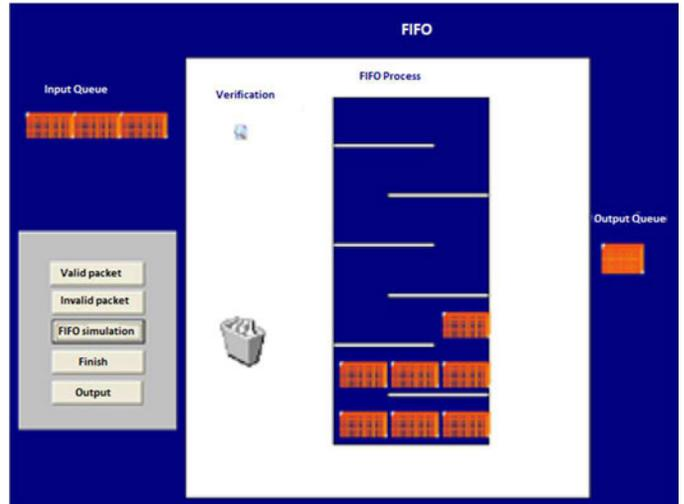 FIFO
Input Queue
Verification
FIFO Process
Output Queue
Valid packet
Invalid packet
FIFO simulation
Finish
Output